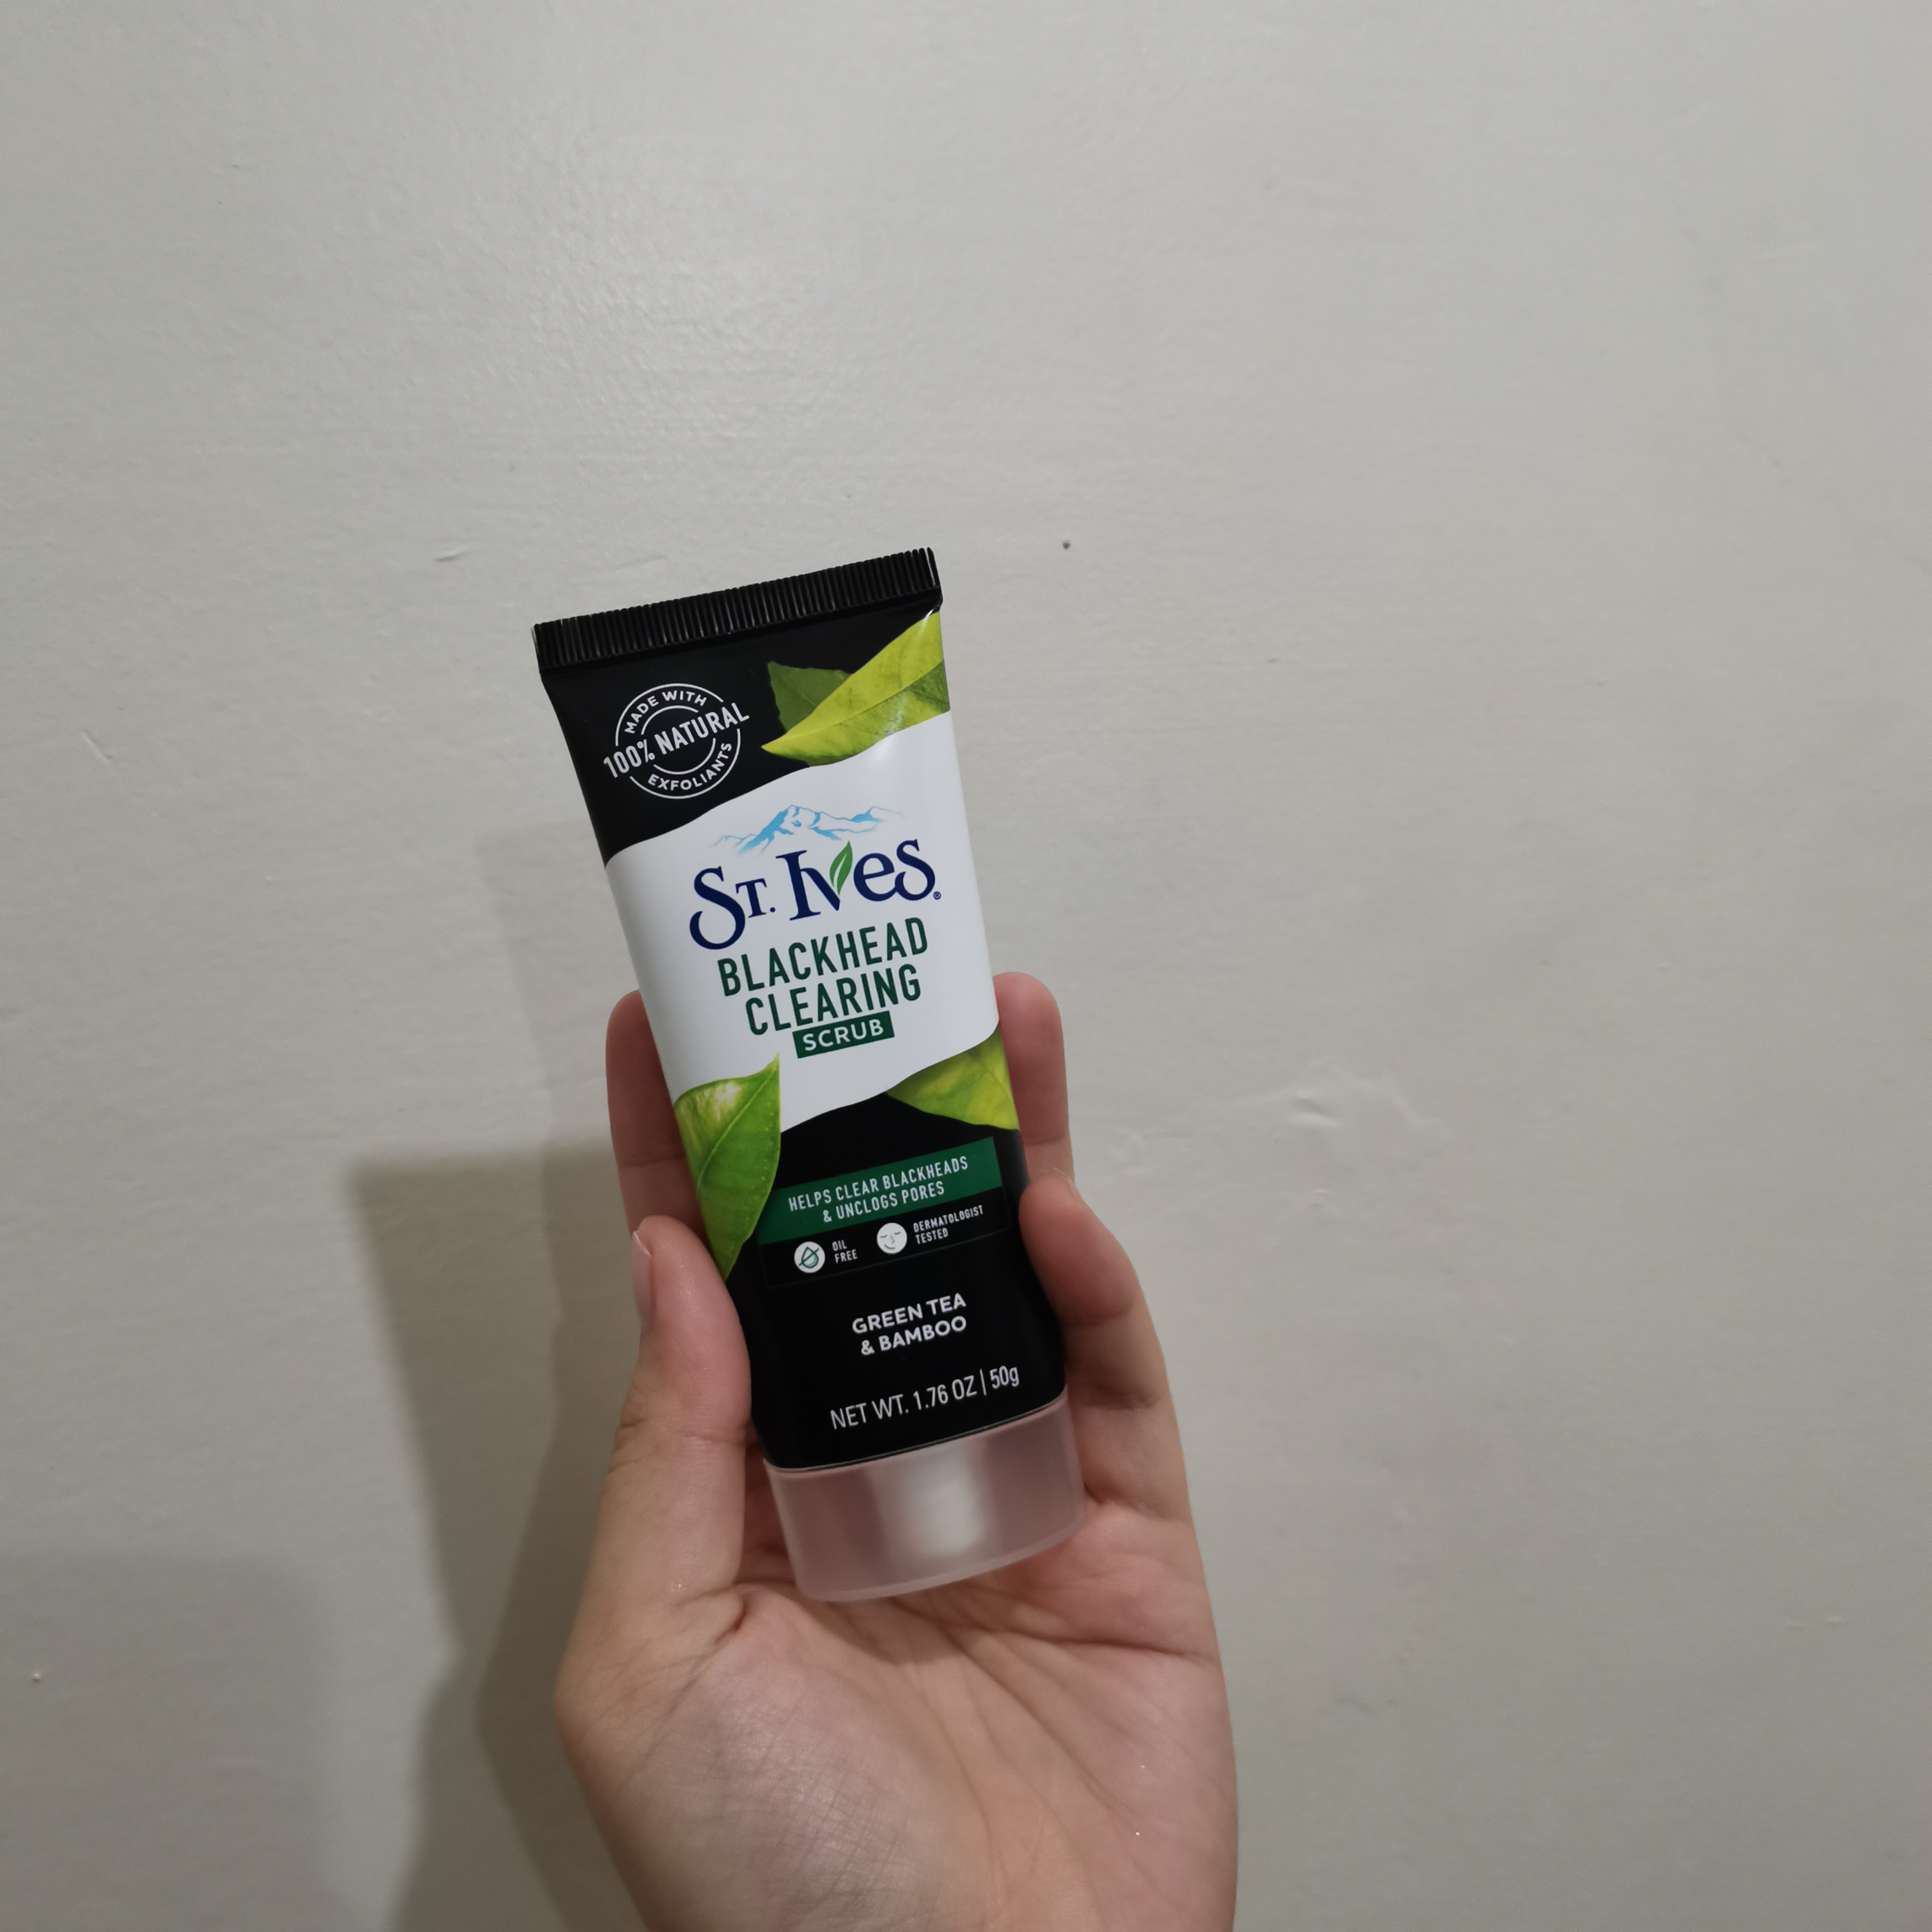 MADE WITH
100% NATURAL
EXFOLIANTS
ST. Ives®
BLACKHEAD
CLEARING
SCRUB
HELPS CLEAR BLACKHEADS
& UNCLOGS PORES
OIL
FREE
DERMATOLOGIST
TESTED
GREEN TEA
& BAMBOO
NET WT. 1.76 OZ | 50g